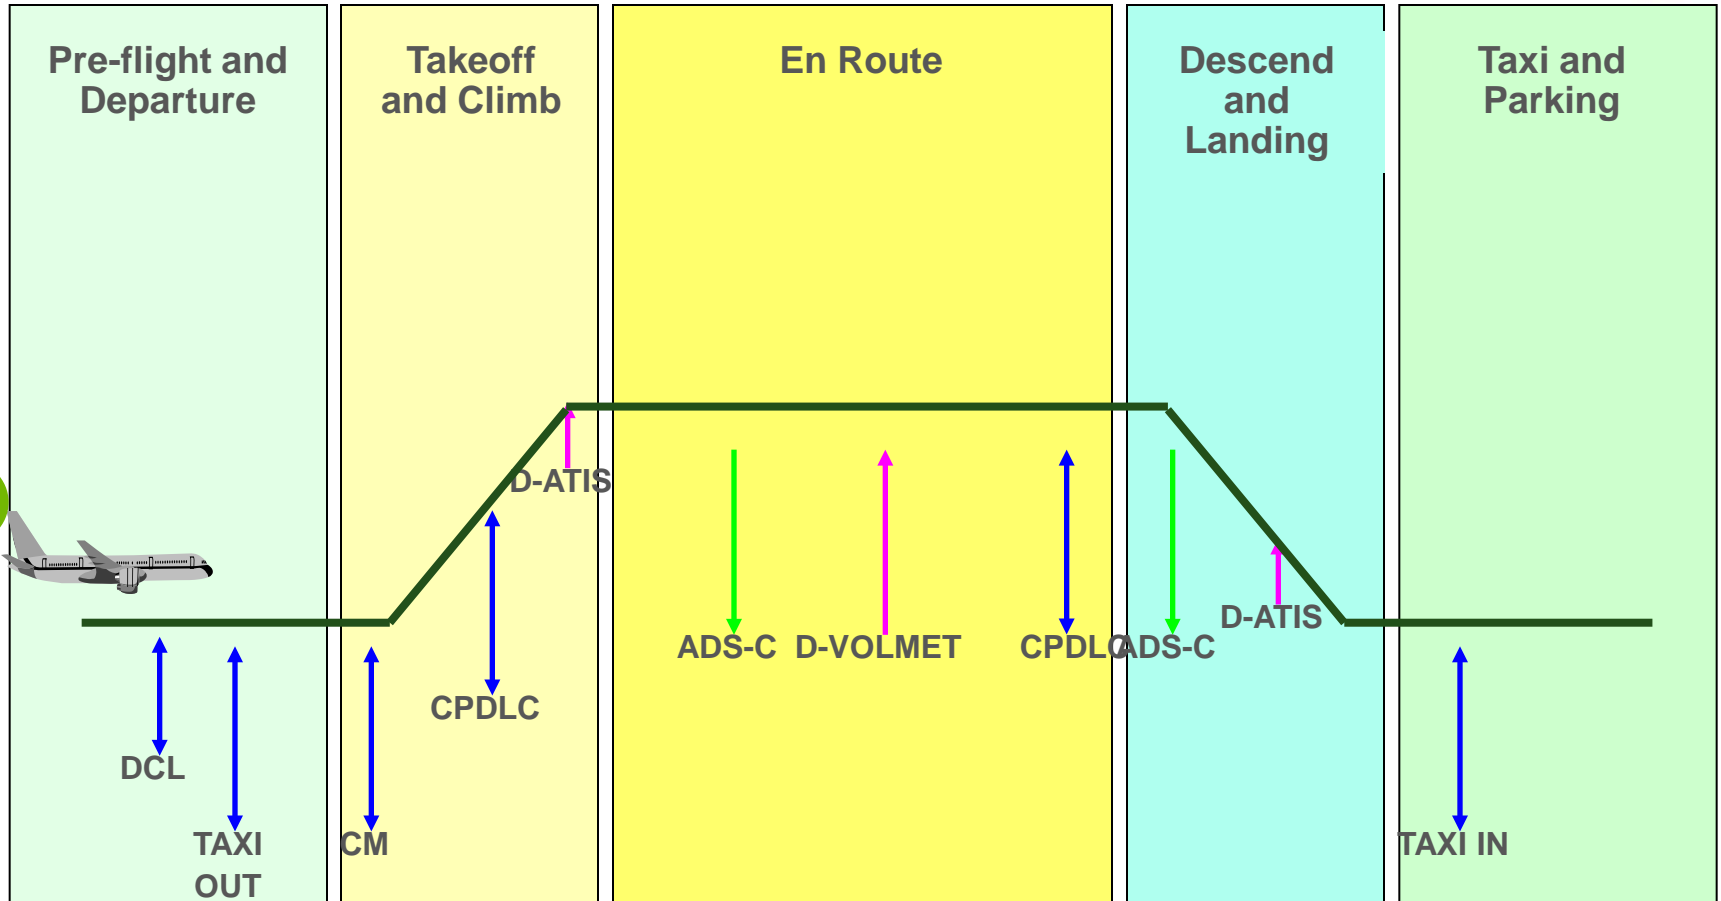 Pre-flight and
Departure
Takeoff
and Climb
En Route
Descend
and
Landing
Taxi and
Parking
D-ATIS
CPDLC
DCL
TAXI
OUT
CM
ADS-C
D-VOLMET
CPDLC
ADS-C
D-ATIS
TAXI IN